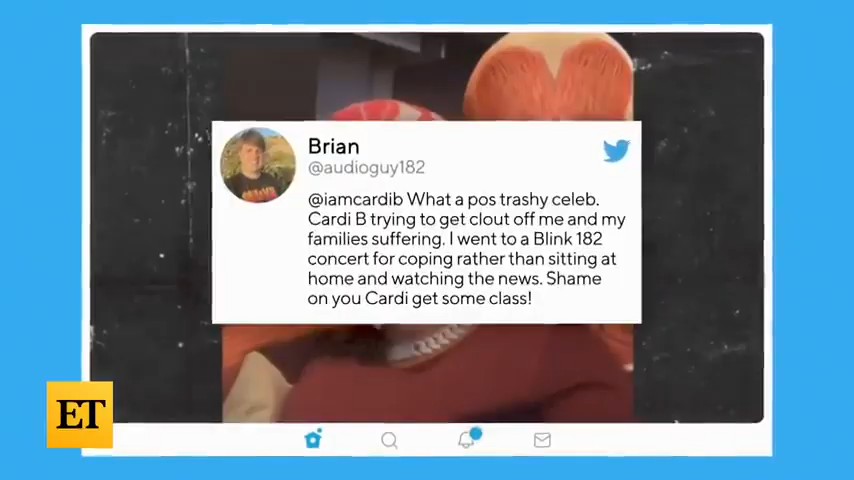 Brian
@audioguy182
@iamcardib What a pos trashy celeb.
Cardi B trying to get clout off me and my
families suffering. I went to a Blink 182
concert for coping rather than sitting at
home and watching the news. Shame
on you Cardi get some class!
ET